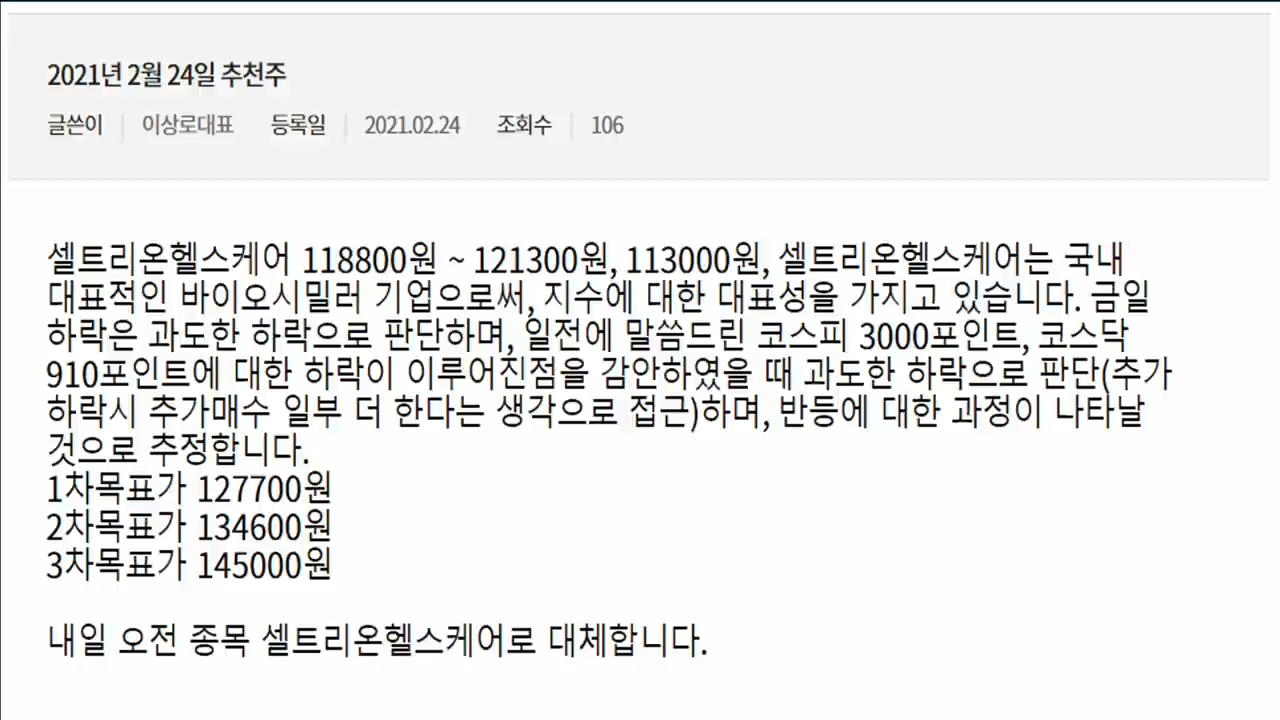 2021년 2월 24일 추천주
글쓴이 이상로대표 등록일 2021.02.24 조회수 106
셀트리온헬스케어 118800원 ~ 121300원, 113000원, 셀트리온헬스케어는 국내
대표적인 바이오시밀러 기업으로써, 지수에 대한 대표성을 가지고 있습니다. 금일
하락은 과도한 하락으로 판단하며, 일전에 말씀드린 코스피 3000포인트, 코스닥
910포인트에 대한 하락이 이루어진점을 감안하였을 때 과도한 하락으로 판단(추가
하락시 추가매수 일부 더 한다는 생각으로 접근)하며, 반등에 대한 과정이 나타날
것으로 추정합니다.
1차목표가 127700원
2차목표가 134600원
3차목표가 145000원
내일 오전 종목 셀트리온헬스케어로 대체합니다.